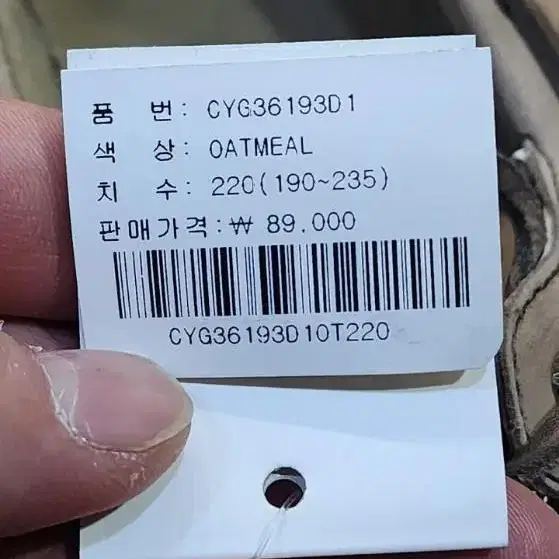 품 번: CYG36193D1
색 상: OATMEAL
치 수: 220(190~235)
판매가격:₩ 89.000
CYG36193D10T220